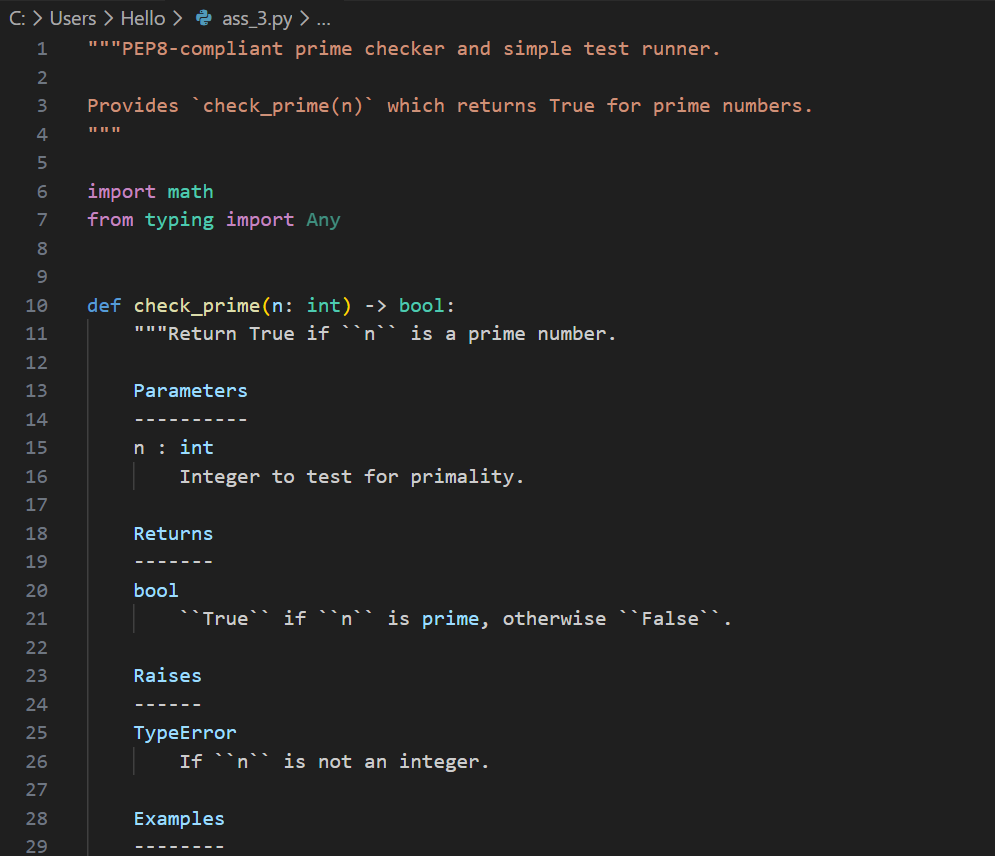 C: > Users > Hello > ass_3.py > ...
1 """PEP8-compliant prime checker and simple test runner.
2
3 Provides `check_prime(n)` which returns True for prime numbers.
4 """
5
6 import math
7 from typing import Any
8
9
10 def check_prime(n: int) -> bool:
11     """Return True if ``n`` is a prime number.
12
13     Parameters
14     ----------
15     n : int
16         Integer to test for primality.
17
18     Returns
19     -------
20     bool
21         ``True`` if ``n`` is prime, otherwise ``False``.
22
23     Raises
24     ------
25     TypeError
26         If ``n`` is not an integer.
27
28     Examples
29     --------